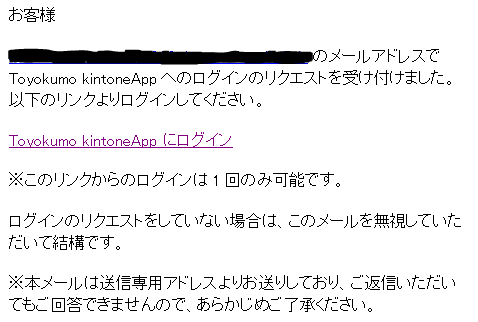 お客様
のメールアドレスで
Toyokumo kintoneApp へのログインのリクエストを受け付けました。
以下のリンクよりログインしてください。
Toyokumo kintoneApp にログイン
※このリンクからのログインは 1 回のみ可能です。
ログインのリクエストをしていない場合は、このメールを無視していた
だいて結構です。
※本メールは送信専用アドレスよりお送りしており、ご返信いただい
てもご回答できませんので、あらかじめご了承ください。